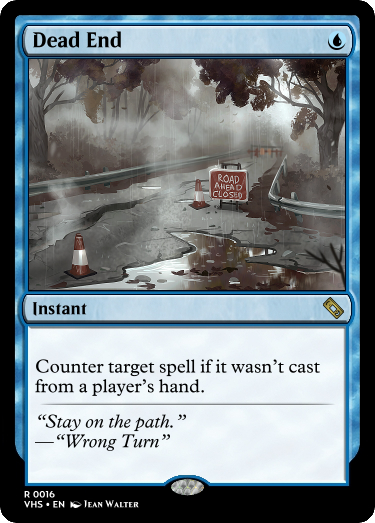 Dead End
ROAD
AHEAD
CLOSED
Instant
Counter target spell if it wasn't cast
from a player's hand.
“Stay on the path.”
—“Wrong Turn”
R 0016
VHS • EN Jean Walter